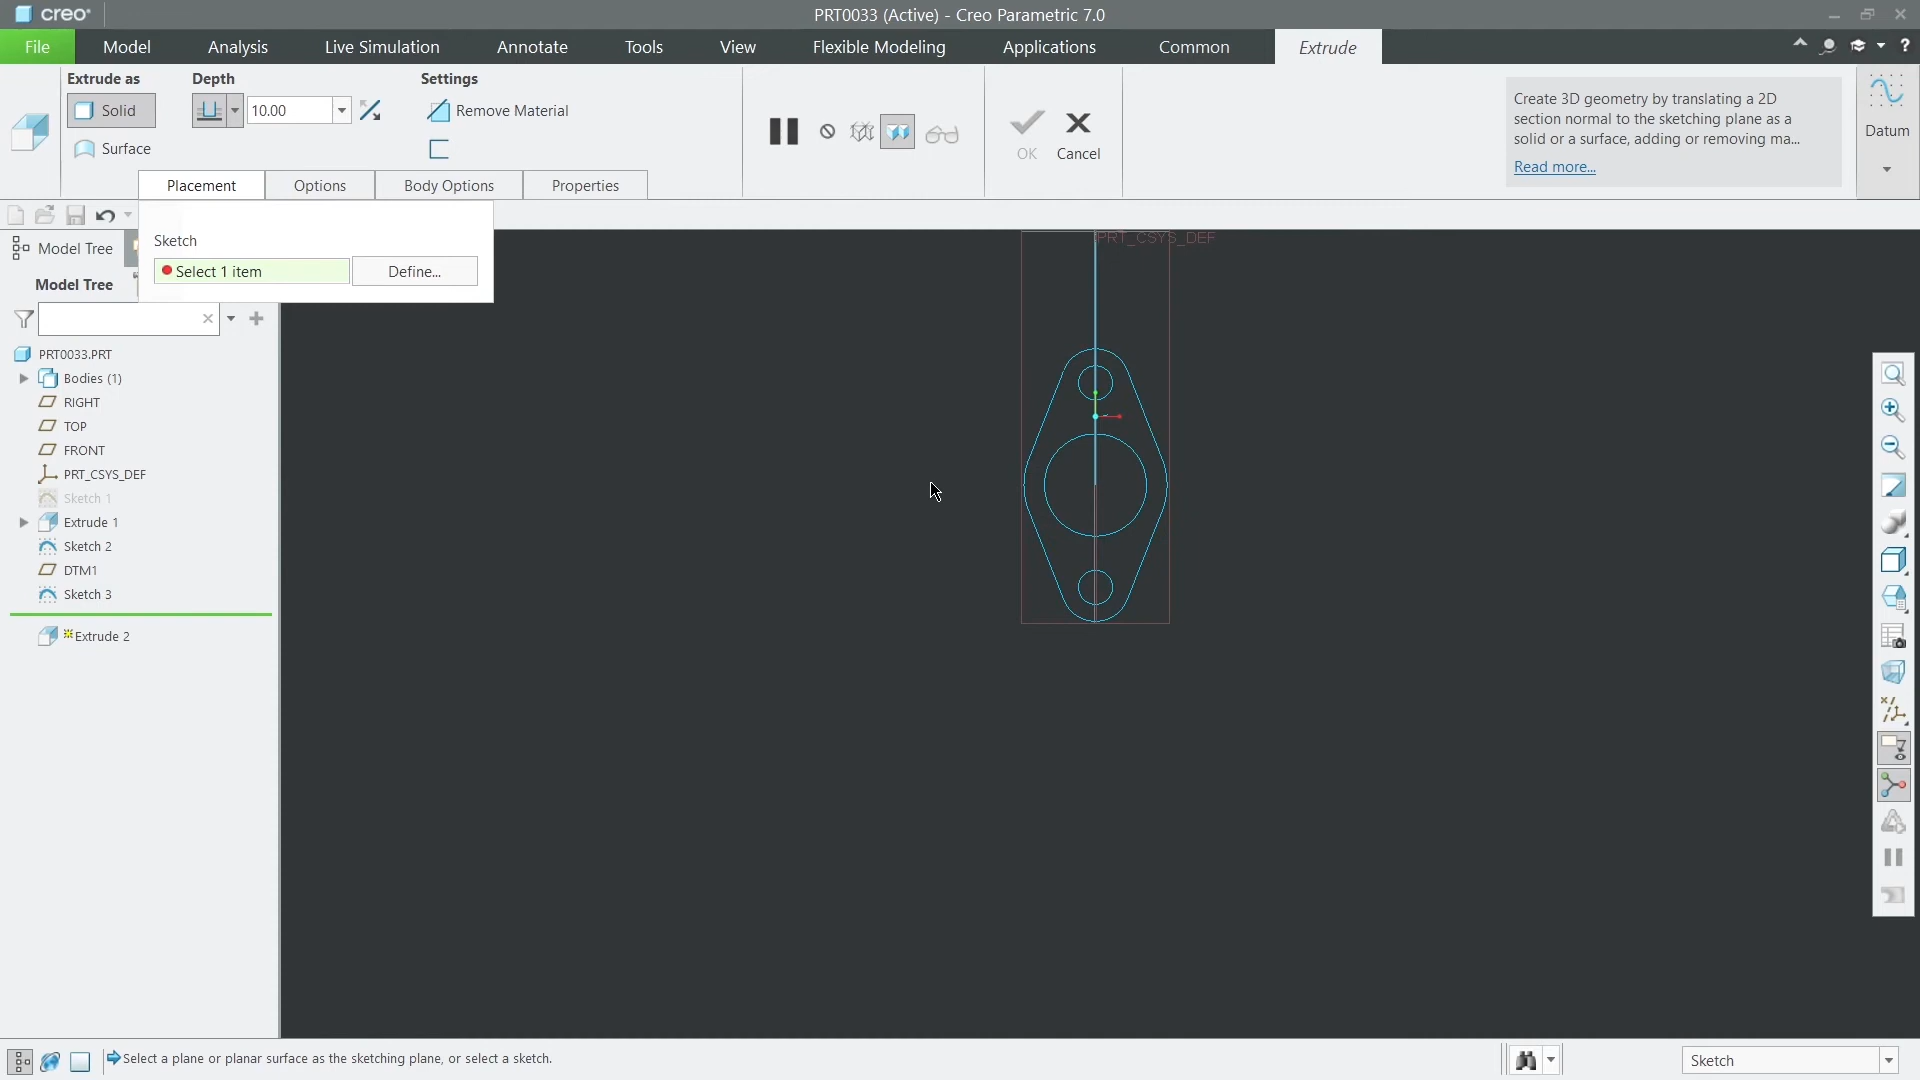 creo
PRT0033 (Active) - Creo Parametric 7.0
File
Model
Analysis
Live Simulation
Annotate
Tools
View
Flexible Modeling
Applications
Common
Extrude
Extrude as
Depth
Settings
Solid
10.00
Remove Material
Surface
OK
Cancel
Create 3D geometry by translating a 2D
section normal to the sketching plane as a
solid or a surface, adding or removing ma...
Read more...
Datum
Placement
Options
Body Options
Properties
Sketch
Select 1 item
Define...
Model Tree
Model Tree
PRT0033.PRT
Bodies (1)
RIGHT
TOP
FRONT
PRT_CSYS_DEF
Sketch 1
Extrude 1
Sketch 2
DTM1
Sketch 3
Extrude 2
PRT_CSYS_DEF
Select a plane or planar surface as the sketching plane, or select a sketch.
Sketch